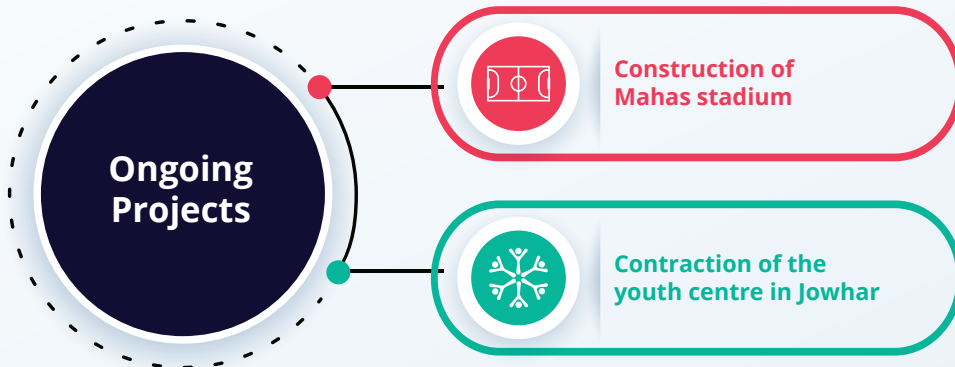 Ongoing
Projects
Construction of
Mahas stadium
Contraction of the
youth centre in Jowhar